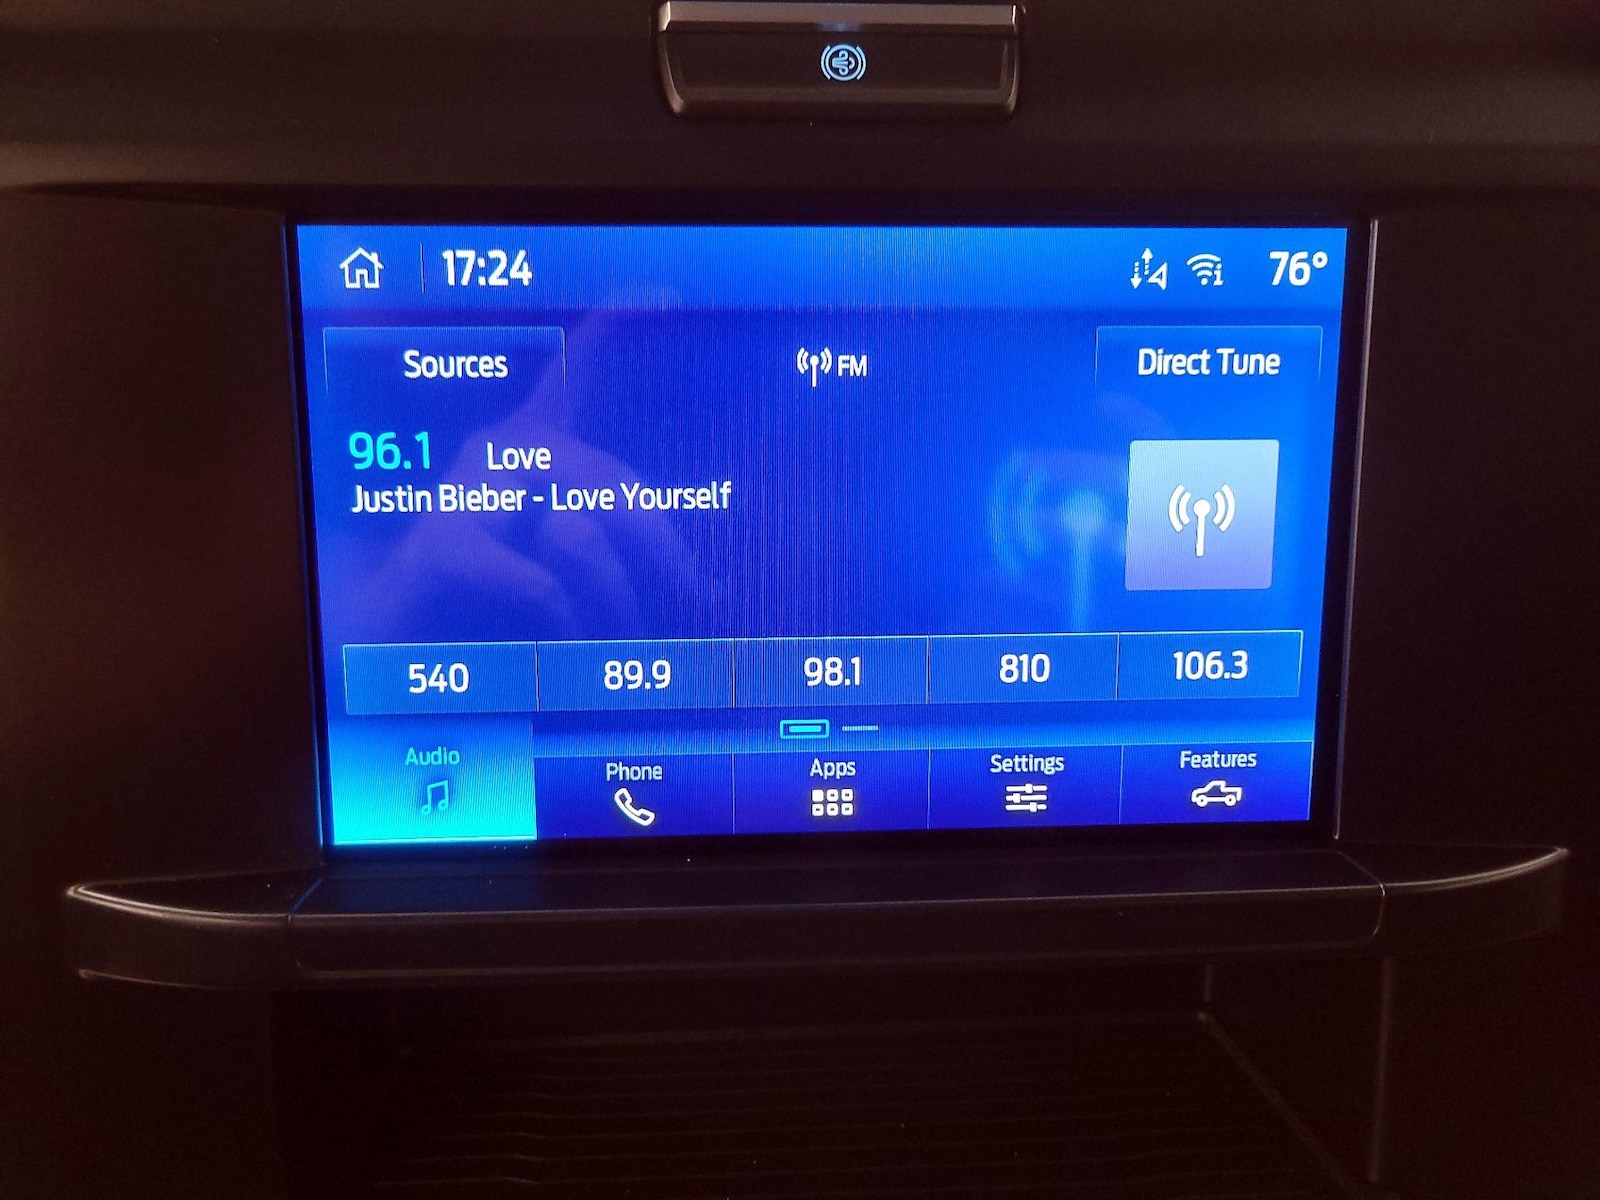 17:24 76°
Sources FM Direct Tune
96.1 Love
Justin Bieber - Love Yourself
540 89.9 98.1 810 106.3
Audio Phone Apps Settings Features